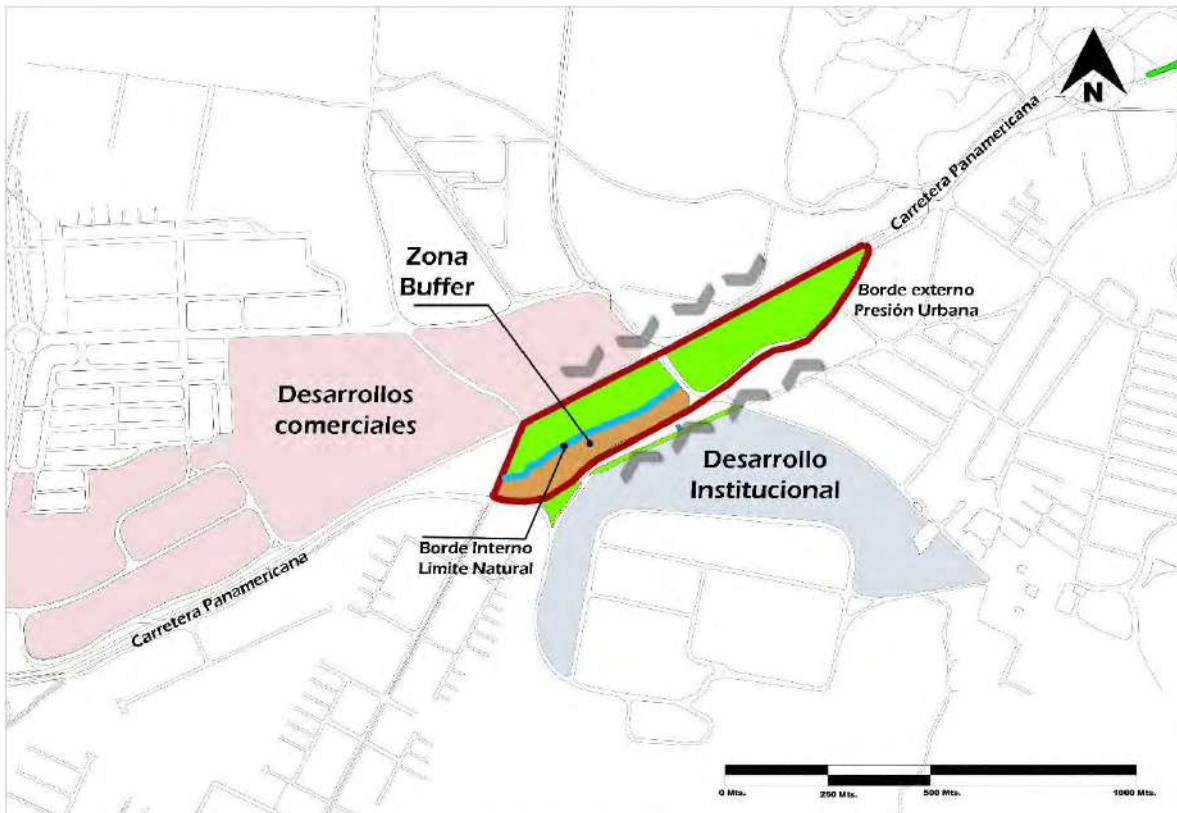 N
Carretera Panamericana
Zona
Buffer
Borde externo
Presión Urbana
Desarrollos
comerciales
Desarrollo
Institucional
Borde Interno
Limite Natural
Carretera Panamericana
0 Mts.
250 Mts.
500 Mts.
1000 Mts.